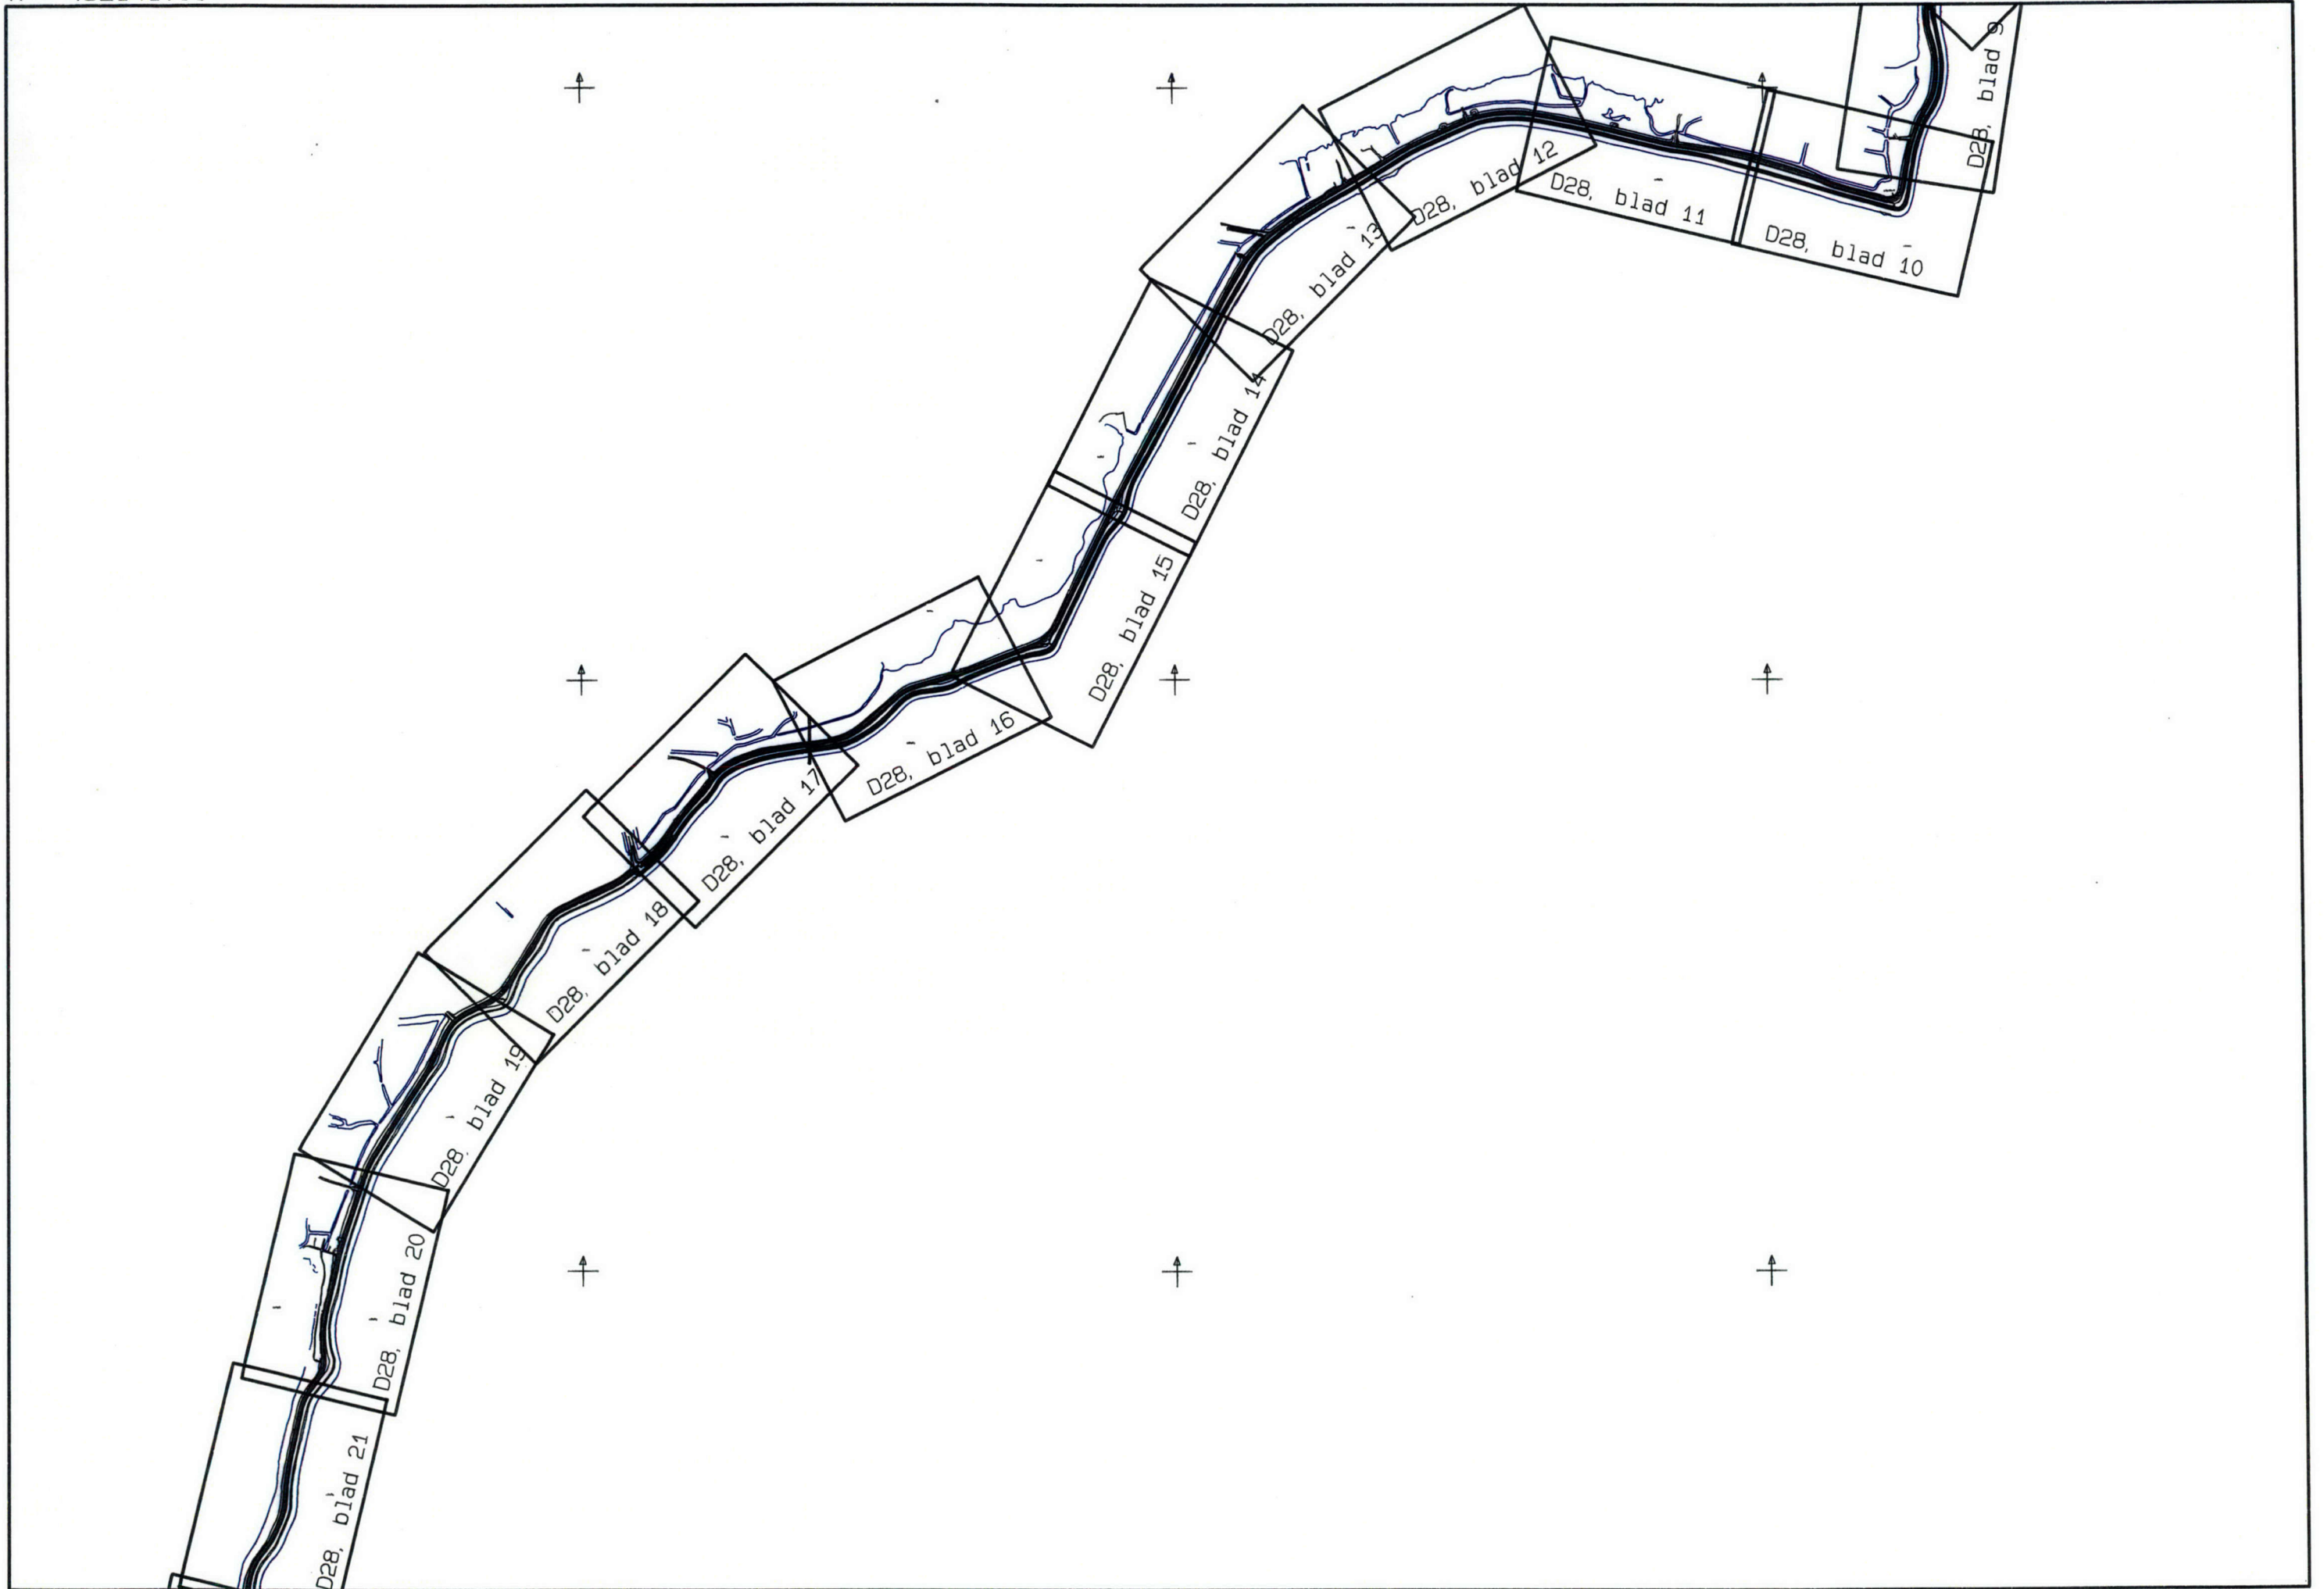 D28, blad 9
D28, blad 10
D28, blad 11
D28, blad 12
D28, blad 13
D28, blad 14
D28, blad 15
D28, blad 16
D28, blad 17
D28, blad 18
D28, blad 19
D28, blad 20
D28, blad 21